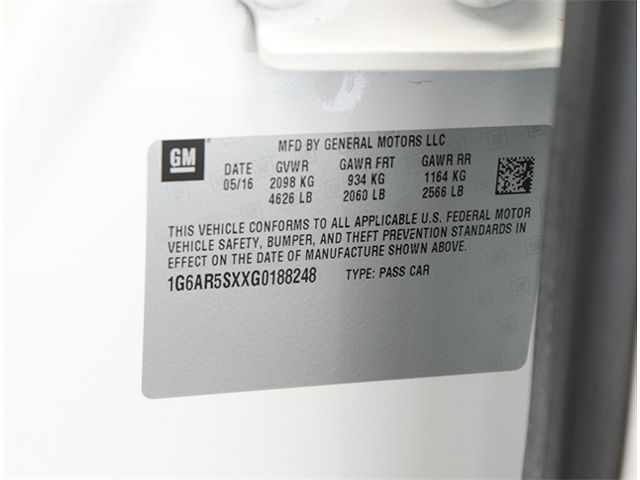 GM
MFD BY GENERAL MOTORS LLC
DATE GVWR GAWR FRT GAWR RR
05/16 2098 KG 934 KG 1164 KG
4626 LB 2060 LB 2566 LB
THIS VEHICLE CONFORMS TO ALL APPLICABLE U.S. FEDERAL MOTOR
VEHICLE SAFETY, BUMPER, AND THEFT PREVENTION STANDARDS IN
EFFECT ON THE DATE OF MANUFACTURE SHOWN ABOVE.
1G6AR5SXXG0188248 TYPE: PASS CAR